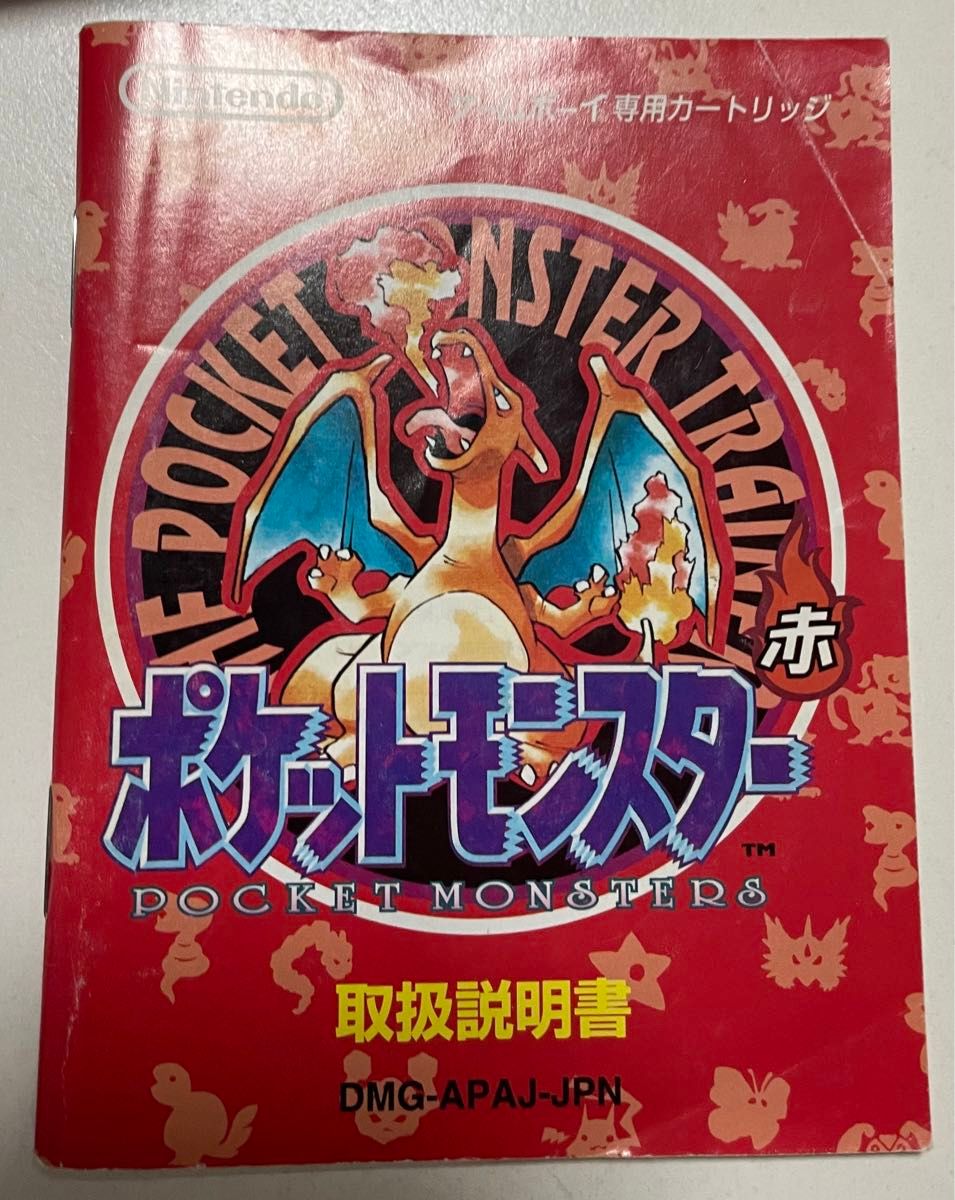 Nintendo
ゲームボーイ専用カートリッジ
THE POCKET MONSTER TRAINER
赤
ポケットモンスター
TM
POCKET MONSTERS
取扱説明書
DMG-APAJ-JPN